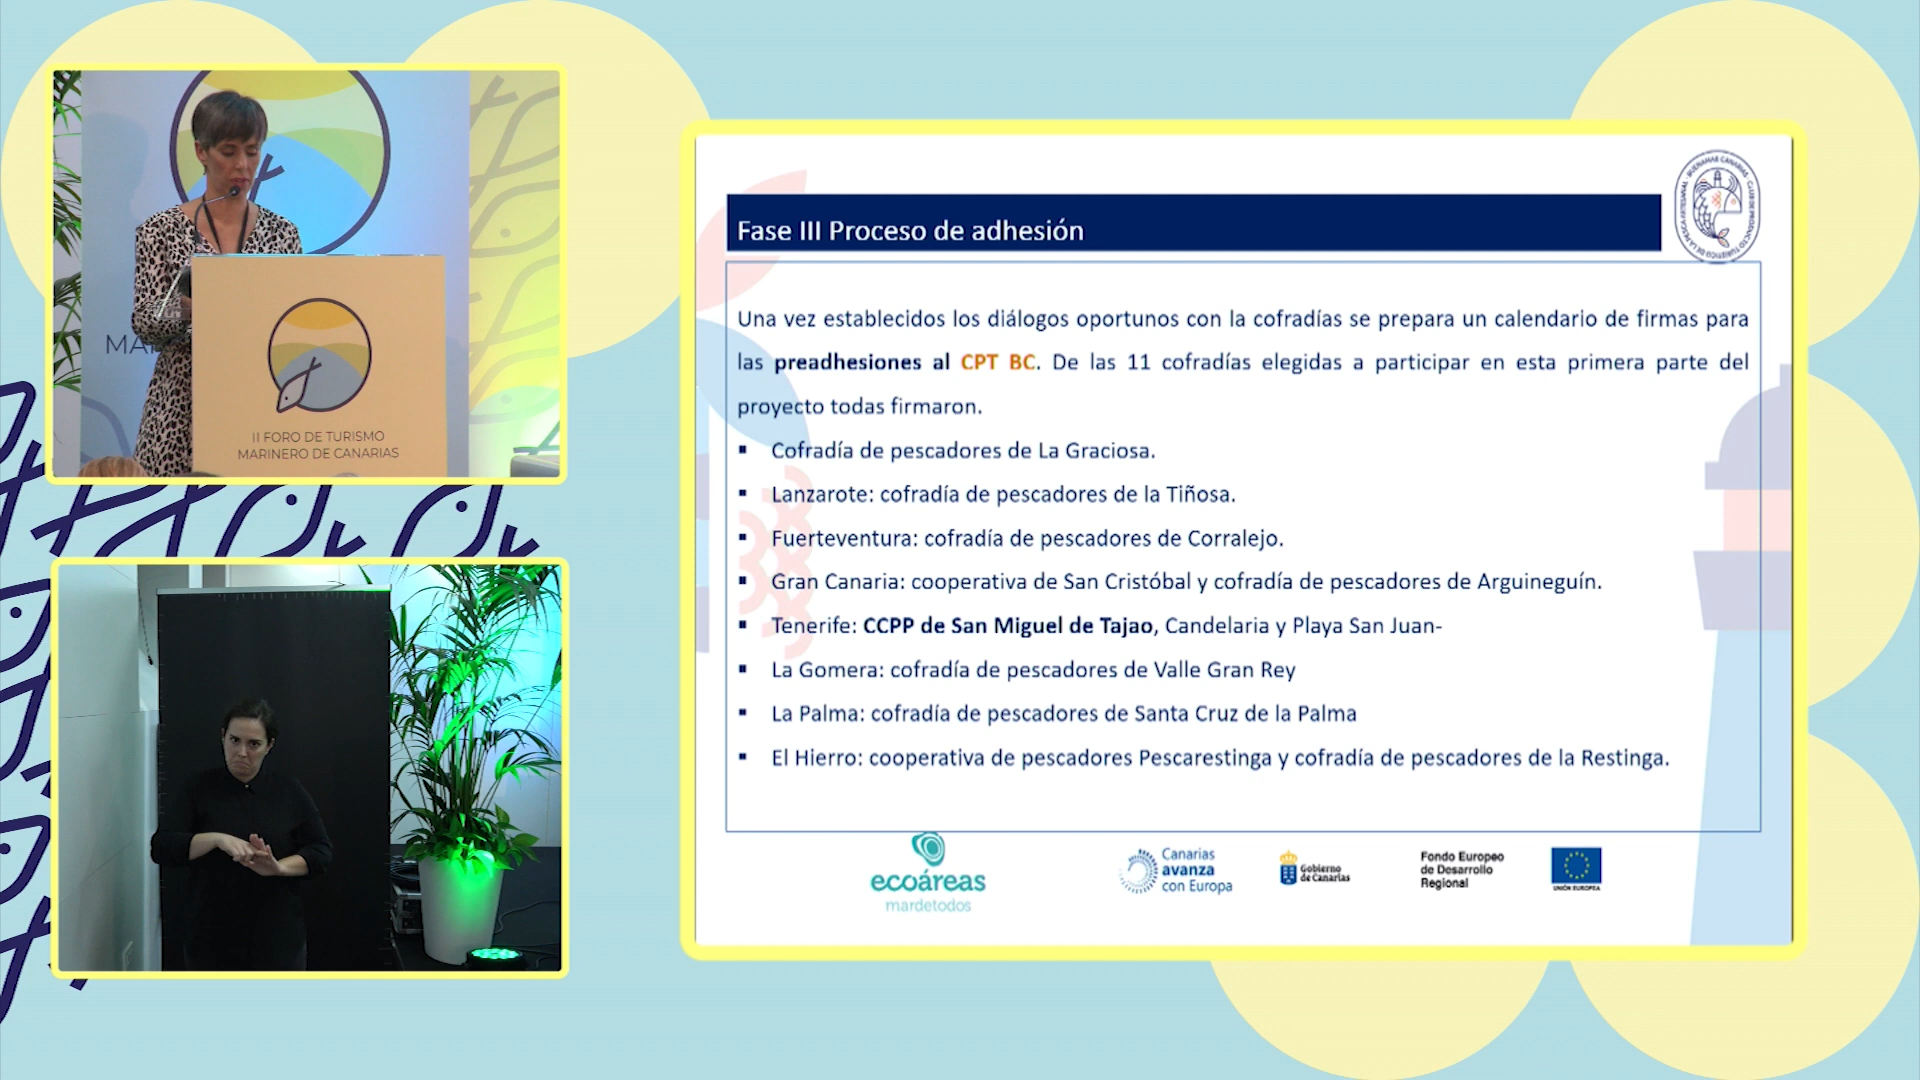 MA
II FORO DE TURISMO
MARINERO DE CANARIAS
Fase III Proceso de adhesión
Una vez establecidos los diálogos oportunos con la cofradías se prepara un calendario de firmas para
las preadhesiones al CPT BC. De las 11 cofradías elegidas a participar en esta primera parte del
proyecto todas firmaron.
▪ Cofradía de pescadores de La Graciosa.
▪ Lanzarote: cofradía de pescadores de la Tiñosa.
▪ Fuerteventura: cofradía de pescadores de Corralejo.
▪ Gran Canaria: cooperativa de San Cristóbal y cofradía de pescadores de Arguineguín.
▪ Tenerife: CCPP de San Miguel de Tajao, Candelaria y Playa San Juan-
▪ La Gomera: cofradía de pescadores de Valle Gran Rey
▪ La Palma: cofradía de pescadores de Santa Cruz de la Palma
▪ El Hierro: cooperativa de pescadores Pescarestinga y cofradía de pescadores de la Restinga.
ecoáreas
mardetodos
Canarias
avanza
con Europa
Gobierno
de Canarias
Fondo Europeo
de Desarrollo
Regional
UNIÓN EUROPEA